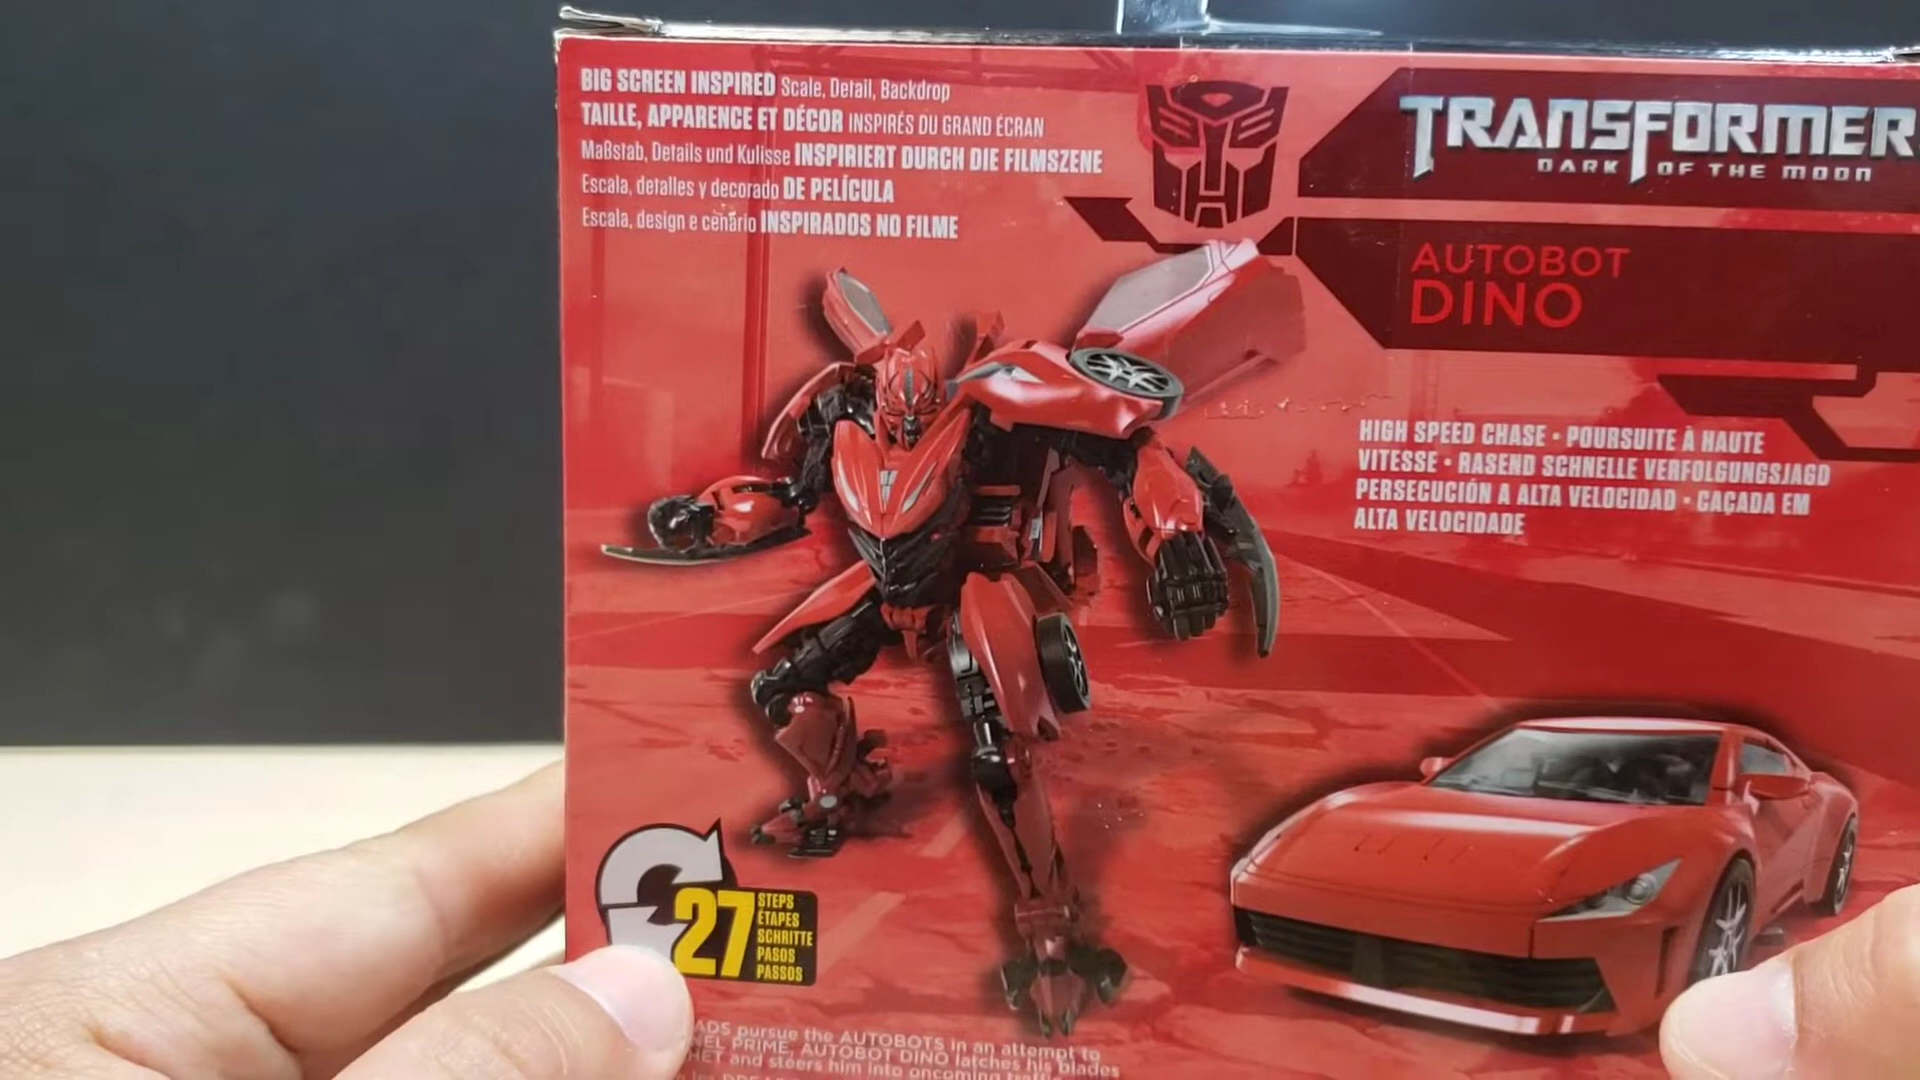 BIG SCREEN INSPIRED Scale, Detail, Backdrop
TAILLE, APPARENCE ET DÉCOR INSPIRÉS DU GRAND ÉCRAN
Maßstab, Details und Kulisse INSPIRIERT DURCH DIE FILMSZENE
Escala, detalles y decorado DE PELÍCULA
Escala, design e cenário INSPIRADOS NO FILME
TRANSFORMER
DARK OF THE MOON
AUTOBOT
DINO
HIGH SPEED CHASE • POURSUITE À HAUTE
VITESSE • RASEND SCHNELLE VERFOLGUNGSJAGD
PERSECUCIÓN A ALTA VELOCIDAD • CAÇADA EM
ALTA VELOCIDADE
27
STEPS
ÉTAPES
SCHRITTE
PASOS
PASSOS
ADS pursue the AUTOBOTS in an attempt to
NEL PRIME, AUTOBOT DINO latches his blades
HET and steers him into oncoming traffic